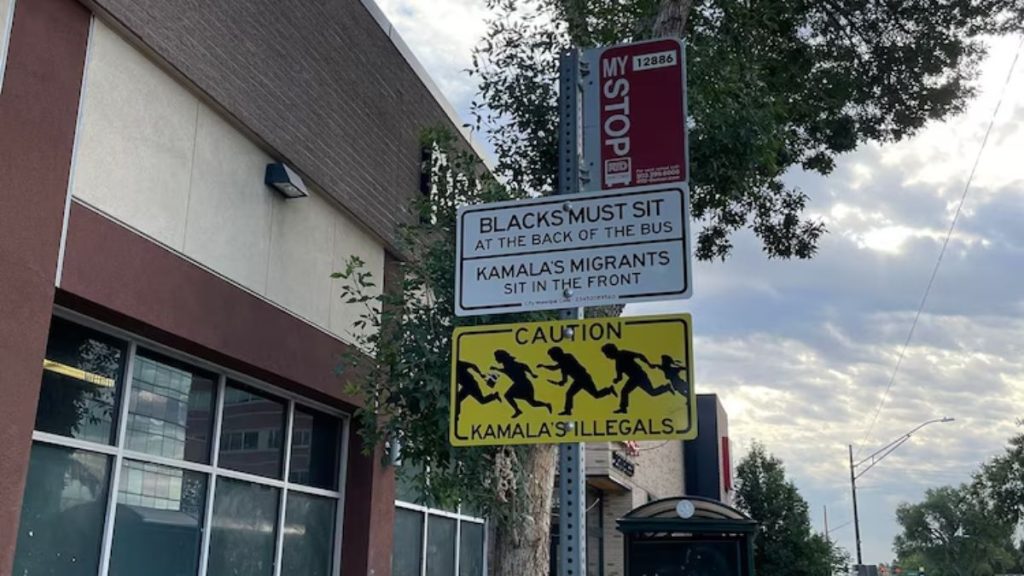 12886
MY STOP
BLACKS MUST SIT
AT THE BACK OF THE BUS
KAMALA'S MIGRANTS
SIT IN THE FRONT
CAUTION
KAMALA'S ILLEGALS